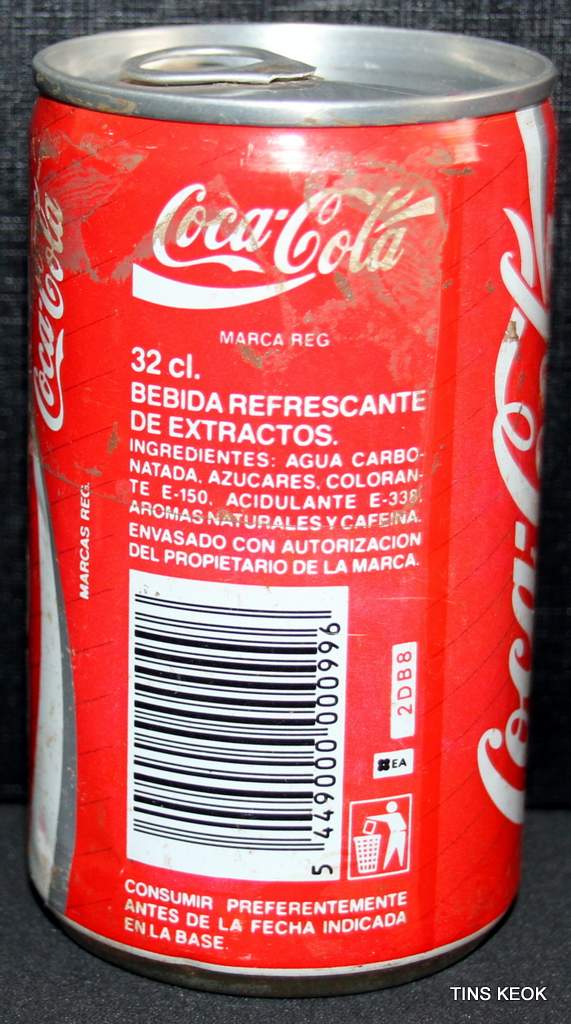 Coca-Cola
MARCA REG
32 cl.
BEBIDA REFRESCANTE
DE EXTRACTOS.
INGREDIENTES: AGUA CARBO-
NATADA, AZUCARES, COLORAN-
TE E-150, ACIDULANTE E-338,
AROMAS NATURALES Y CAFEINA.
ENVASADO CON AUTORIZACION
DEL PROPIETARIO DE LA MARCA.
5 449000 000996
2DB8
EA
CONSUMIR PREFERENTEMENTE
ANTES DE LA FECHA INDICADA
EN LA BASE.
Coca-Cola
MARCAS REG.
Coca-C
TINS KEOK